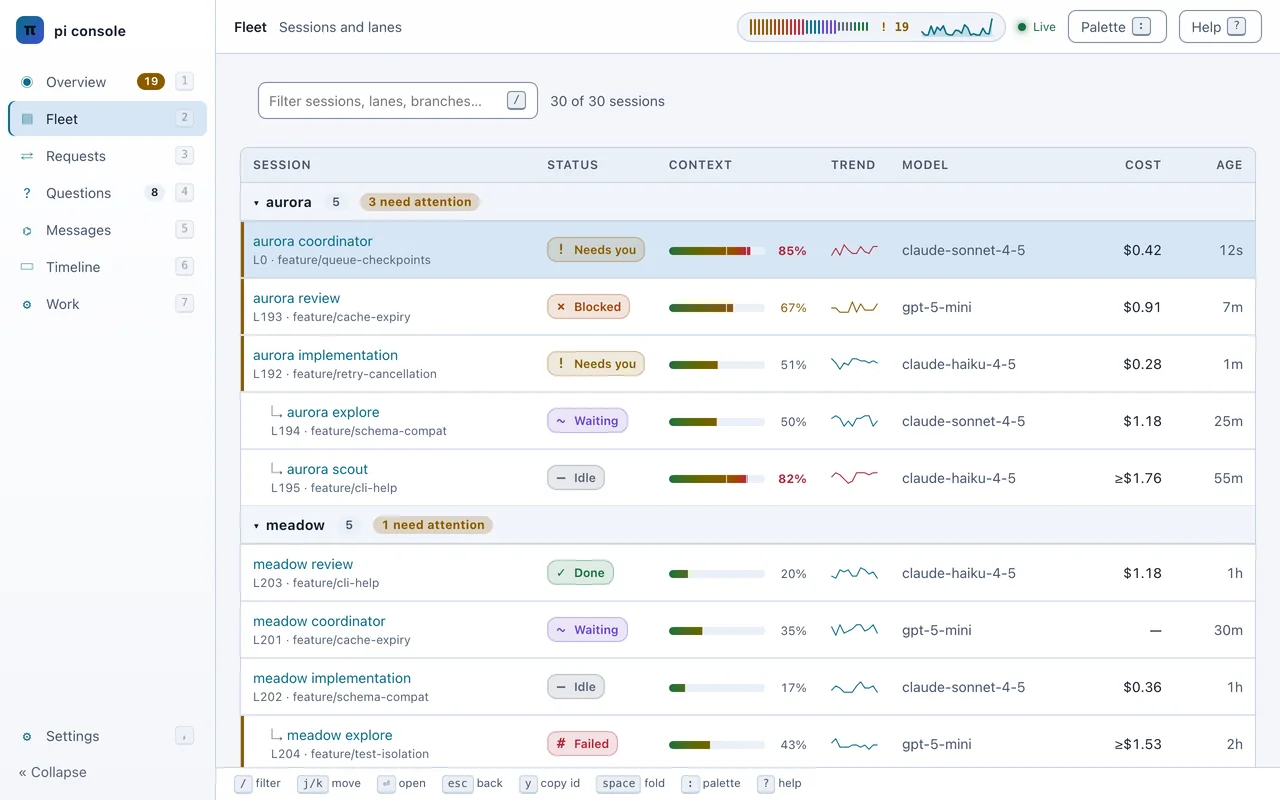 π pi console
Overview 19 1
Fleet 2
Requests 3
? Questions 8 4
Messages 5
Timeline 6
Work 7
Settings ,
« Collapse
Fleet Sessions and lanes
! 19
Live
Palette :
Help ?
Filter sessions, lanes, branches... /
30 of 30 sessions
SESSION STATUS CONTEXT TREND MODEL COST AGE
▾ aurora 5 3 need attention
aurora coordinator
L0 · feature/queue-checkpoints
! Needs you 85% claude-sonnet-4-5 $0.42 12s
aurora review
L193 · feature/cache-expiry
× Blocked 67% gpt-5-mini $0.91 7m
aurora implementation
L192 · feature/retry-cancellation
! Needs you 51% claude-haiku-4-5 $0.28 1m
aurora explore
L194 · feature/schema-compat
~ Waiting 50% claude-sonnet-4-5 $1.18 25m
aurora scout
L195 · feature/cli-help
– Idle 82% claude-haiku-4-5 ≥$1.76 55m
▾ meadow 5 1 need attention
meadow review
L203 · feature/cli-help
✓ Done 20% claude-haiku-4-5 $1.18 1h
meadow coordinator
L201 · feature/cache-expiry
~ Waiting 35% gpt-5-mini — 30m
meadow implementation
L202 · feature/schema-compat
– Idle 17% claude-sonnet-4-5 $0.36 1h
meadow explore
L204 · feature/test-isolation
# Failed 43% gpt-5-mini ≥$1.53 2h
/ filter j/k move ⏎ open esc back y copy id space fold : palette ? help